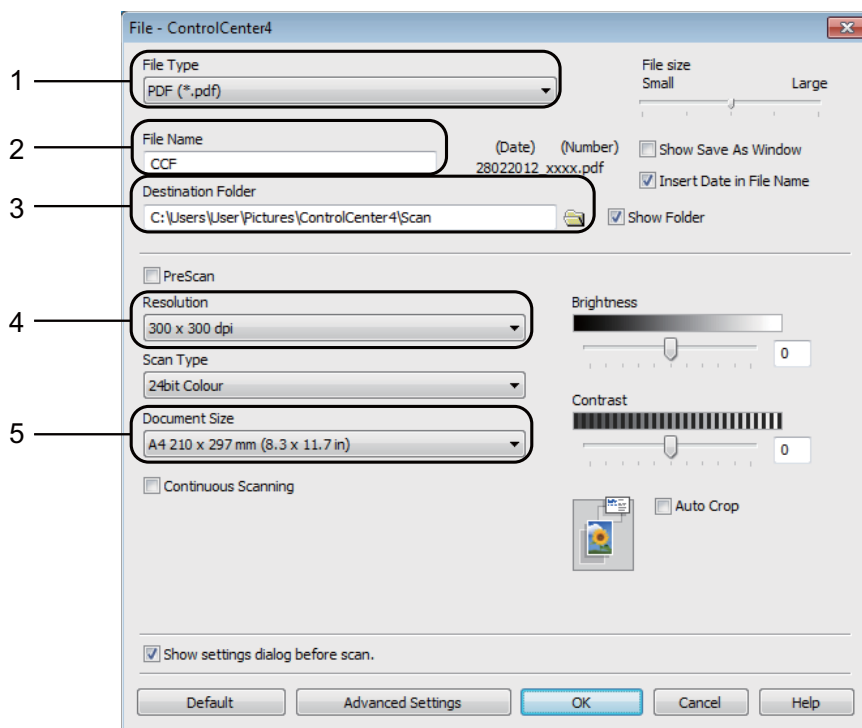 File - ControlCenter4
1
File Type
PDF (*.pdf)
File size
Small Large
2
File Name
CCF
(Date) (Number)
28022012_xxxx.pdf
Show Save As Window
Insert Date in File Name
3
Destination Folder
C:\Users\User\Pictures\ControlCenter4\Scan
Show Folder
PreScan
4
Resolution
300 x 300 dpi
Scan Type
24bit Colour
5
Document Size
A4 210 x 297 mm (8.3 x 11.7 in)
Continuous Scanning
Brightness
0
Contrast
0
Auto Crop
Show settings dialog before scan.
Default Advanced Settings OK Cancel Help